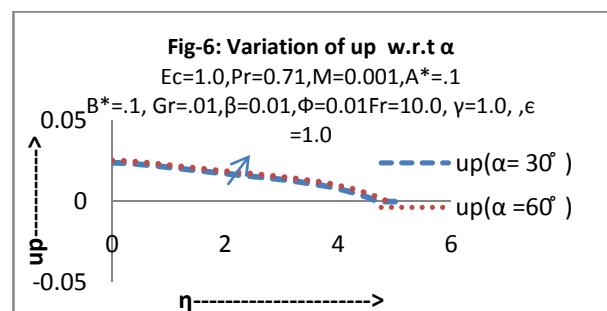 Fig-6: Variation of up w.r.t α
Ec=1.0,Pr=0.71,M=0.001,A*=.1
B*=.1, Gr=.01,β=0.01,Φ=0.01Fr=10.0, γ=1.0, ,ϵ
=1.0
0.05
0
-0.05
up------->
0
2
4
6
η--------------------->
up(α= 30˚ )
up(α =60˚ )